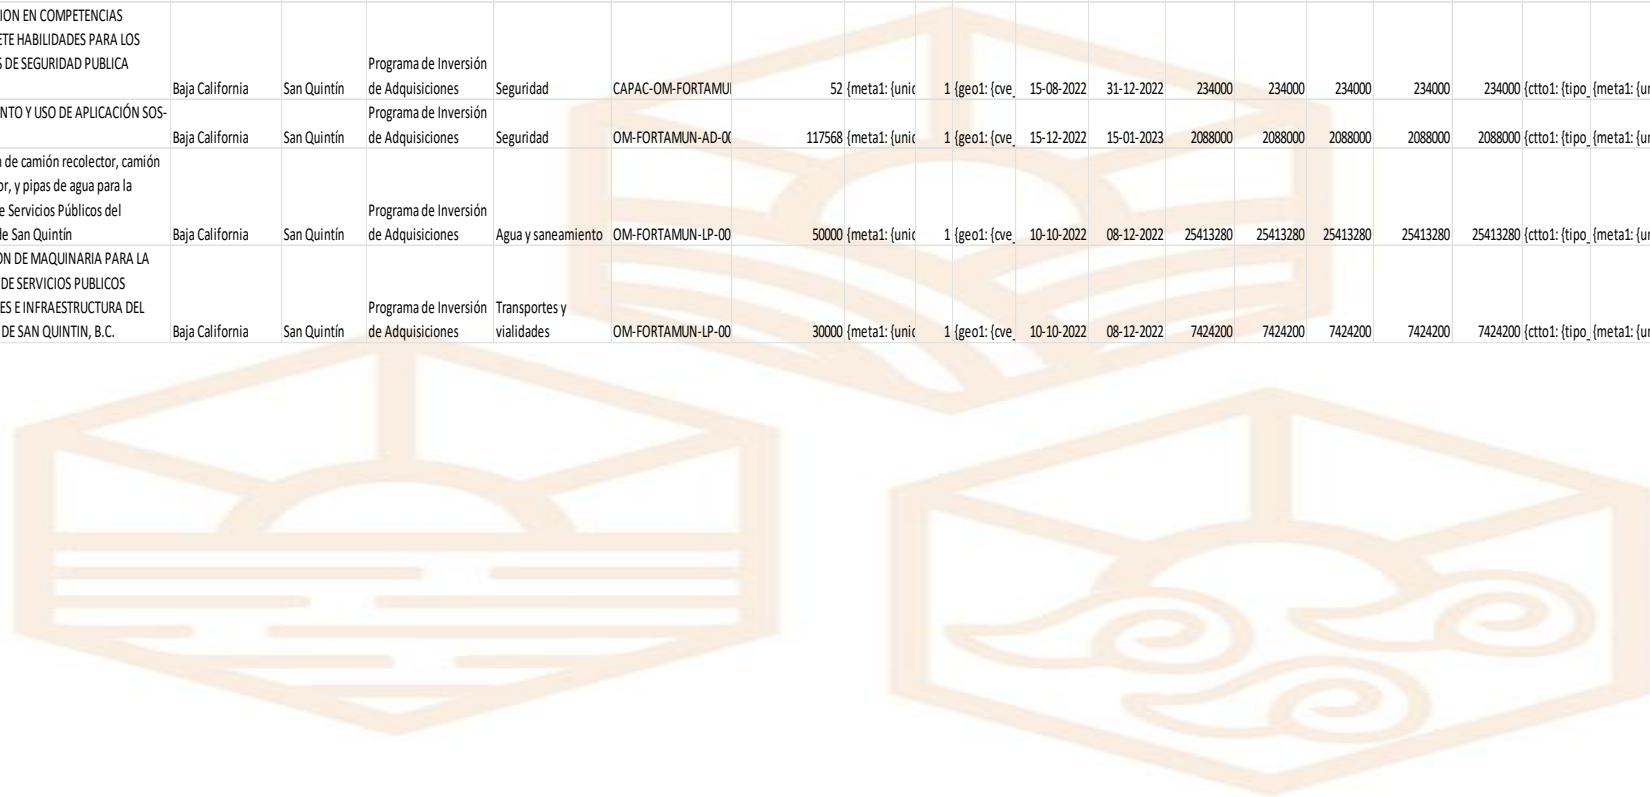 ION EN COMPETENCIAS
ETE HABILIDADES PARA LOS
S DE SEGURIDAD PUBLICA
Programa de Inversión
Baja California San Quintín de Adquisiciones Seguridad CAPAC-OM-FORTAMU 52 {meta1: {unic 1 {geo1: {cve_ 15-08-2022 31-12-2022 234000 234000 234000 234000 234000 {ctto1: {tipo_ {meta1: {un
NTO Y USO DE APLICACIÓN SOS-
Programa de Inversión
Baja California San Quintín de Adquisiciones Seguridad OM-FORTAMUN-AD-00 117568 {meta1: {unic 1 {geo1: {cve_ 15-12-2022 15-01-2023 2088000 2088000 2088000 2088000 2088000 {ctto1: {tipo_ {meta1: {un
n de camión recolector, camión
or, y pipas de agua para la
e Servicios Públicos del
Programa de Inversión
de San Quintín Baja California San Quintín de Adquisiciones Agua y saneamiento OM-FORTAMUN-LP-00 50000 {meta1: {unic 1 {geo1: {cve_ 10-10-2022 08-12-2022 25413280 25413280 25413280 25413280 25413280 {ctto1: {tipo_ {meta1: {un
ON DE MAQUINARIA PARA LA
DE SERVICIOS PUBLICOS
ES E INFRAESTRUCTURA DEL
Programa de Inversión Transportes y
DE SAN QUINTIN, B.C. Baja California San Quintín de Adquisiciones vialidades OM-FORTAMUN-LP-00 30000 {meta1: {unic 1 {geo1: {cve_ 10-10-2022 08-12-2022 7424200 7424200 7424200 7424200 7424200 {ctto1: {tipo_ {meta1: {un